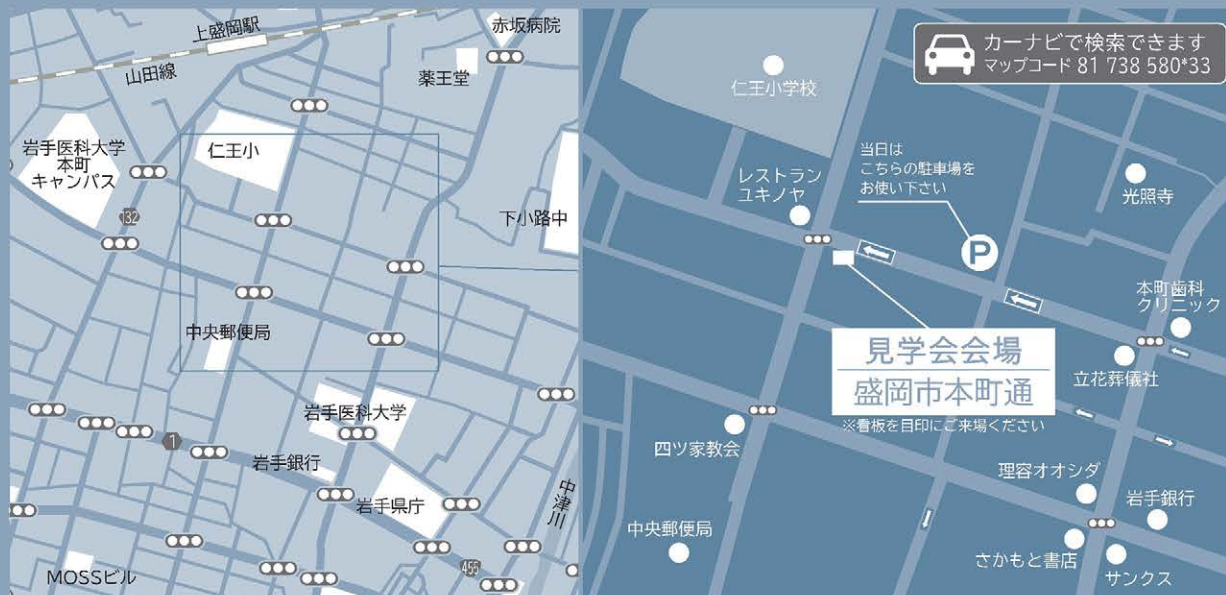 上盛岡駅
山田線
赤坂病院
薬王堂
岩手医科大学
本町
キャンパス
仁王小
132
下小路中
中央郵便局
岩手医科大学
1
岩手銀行
岩手県庁
中津川
455
MOSSビル
カーナビで検索できます
マップコード 81 738 580*33
仁王小学校
当日は
こちらの駐車場を
お使い下さい
レストラン
ユキノヤ
光照寺
P
本町歯科
クリニック
見学会会場
盛岡市本町通
※看板を目印にご来場ください
立花葬儀社
四ツ家教会
理容オオシダ
岩手銀行
中央郵便局
さかもと書店
サンクス